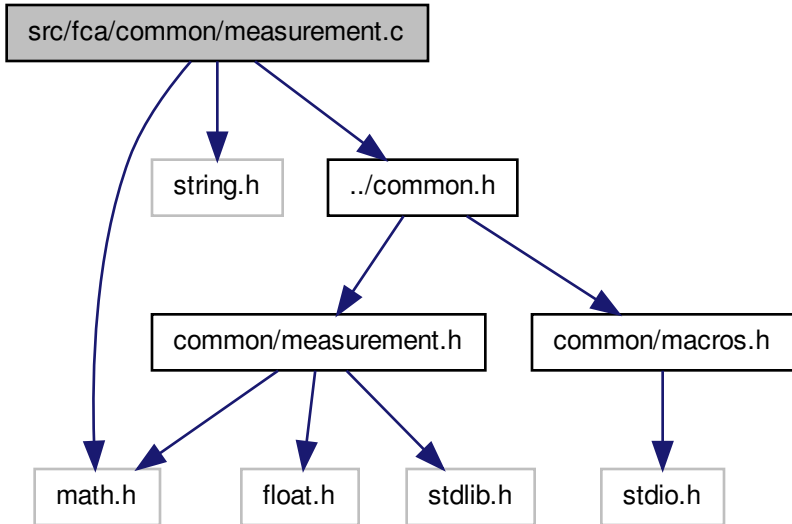 src/fca/common/measurement.c
string.h
../common.h
common/measurement.h
common/macros.h
math.h
float.h
stdlib.h
stdio.h